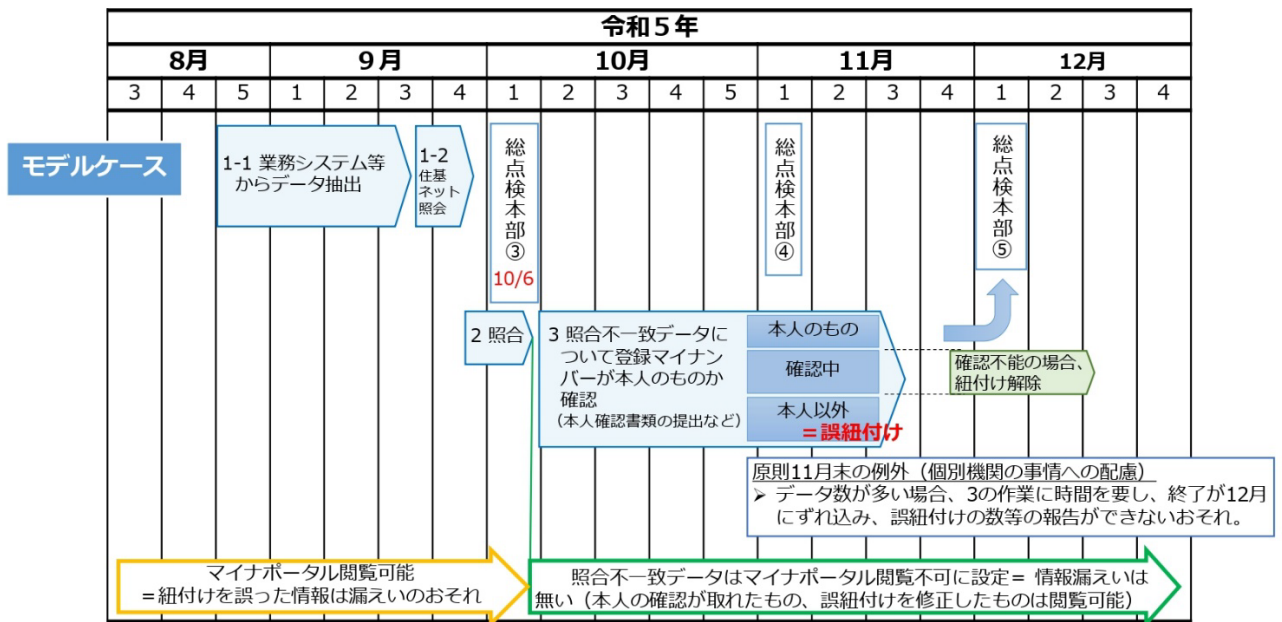 令和５年
8月 ９月 10月 11月 12月
3 4 5 1 2 3 4 1 2 3 4 5 1 2 3 4 1 2 3 4
モデルケース
1-1 業務システム等
からデータ抽出
1-2
住基
ネット
照会
総点検本部③
10/6
総点検本部④
総点検本部⑤
2 照合
3 照合不一致データに
ついて登録マイナン
バーが本人のものか
確認
（本人確認書類の提出など）
本人のもの
確認中
本人以外
＝誤紐付け
確認不能の場合、
紐付け解除
原則11月末の例外（個別機関の事情への配慮）
➢ データ数が多い場合、3の作業に時間を要し、終了が12月
にずれ込み、誤紐付けの数等の報告ができないおそれ。
マイナポータル閲覧可能
＝紐付けを誤った情報は漏えいのおそれ
照合不一致データはマイナポータル閲覧不可に設定＝ 情報漏えいは
無い（本人の確認が取れたもの、誤紐付けを修正したものは閲覧可能）